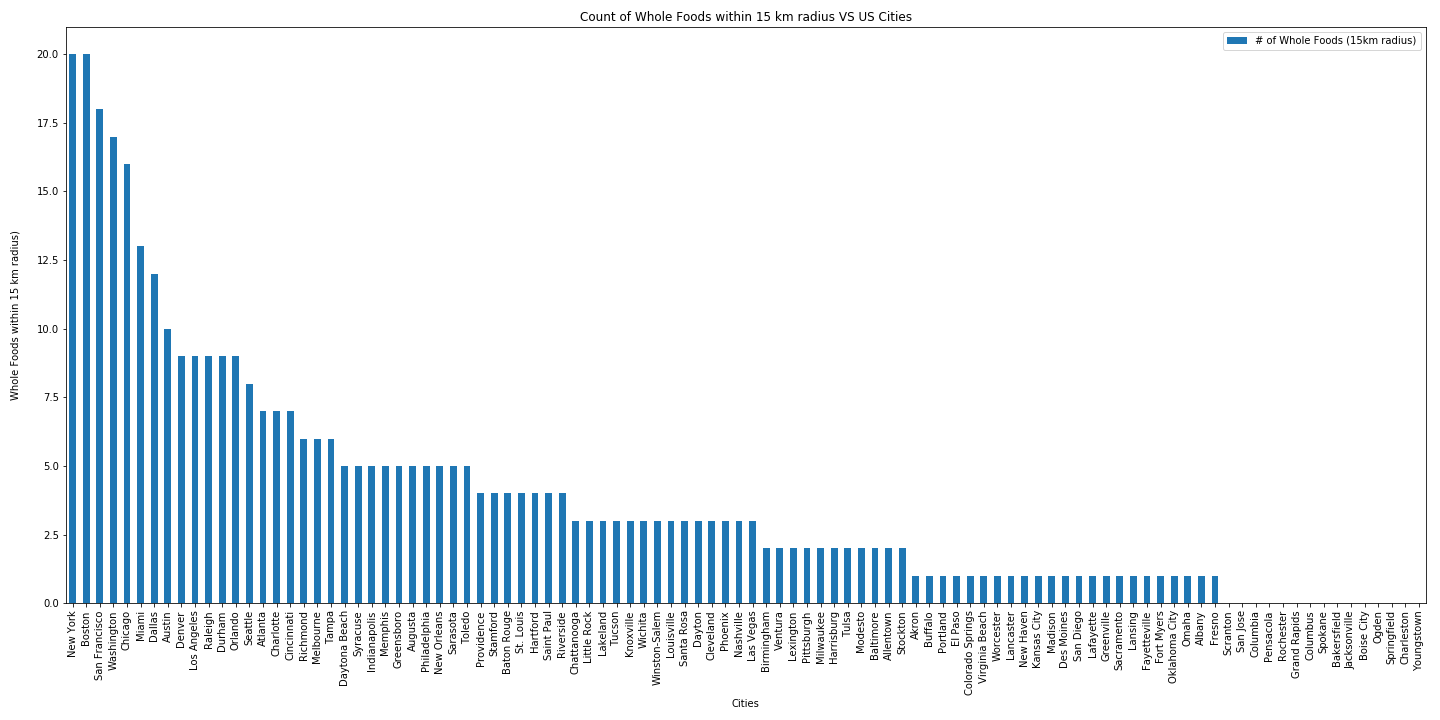 Count of Whole Foods within 15 km radius VS US Cities
# of Whole Foods (15km radius)
20.0
17.5
15.0
12.5
10.0
7.5
5.0
2.5
0.0
Whole Foods within 15 km radius)
New York
Boston
San Francisco
Washington
Chicago
Miami
Dallas
Austin
Denver
Los Angeles
Raleigh
Durham
Orlando
Seattle
Atlanta
Charlotte
Cincinnati
Richmond
Melbourne
Tampa
Daytona Beach
Syracuse
Indianapolis
Memphis
Greensboro
Augusta
Philadelphia
New Orleans
Sarasota
Toledo
Providence
Stamford
Baton Rouge
St. Louis
Hartford
Saint Paul
Riverside
Chattanooga
Little Rock
Lakeland
Tucson
Knoxville
Wichita
Winston-Salem
Louisville
Santa Rosa
Dayton
Cleveland
Phoenix
Nashville
Las Vegas
Birmingham
Ventura
Lexington
Pittsburgh
Milwaukee
Harrisburg
Tulsa
Modesto
Baltimore
Allentown
Stockton
Akron
Buffalo
Portland
El Paso
Colorado Springs
Virginia Beach
Worcester
Lancaster
New Haven
Kansas City
Madison
Des Moines
San Diego
Lafayette
Greenville
Sacramento
Lansing
Fayetteville
Fort Myers
Oklahoma City
Omaha
Albany
Fresno
Scranton
San Jose
Columbia
Pensacola
Rochester
Grand Rapids
Columbus
Spokane
Bakersfield
Jacksonville
Boise City
Ogden
Springfield
Charleston
Youngstown
Cities